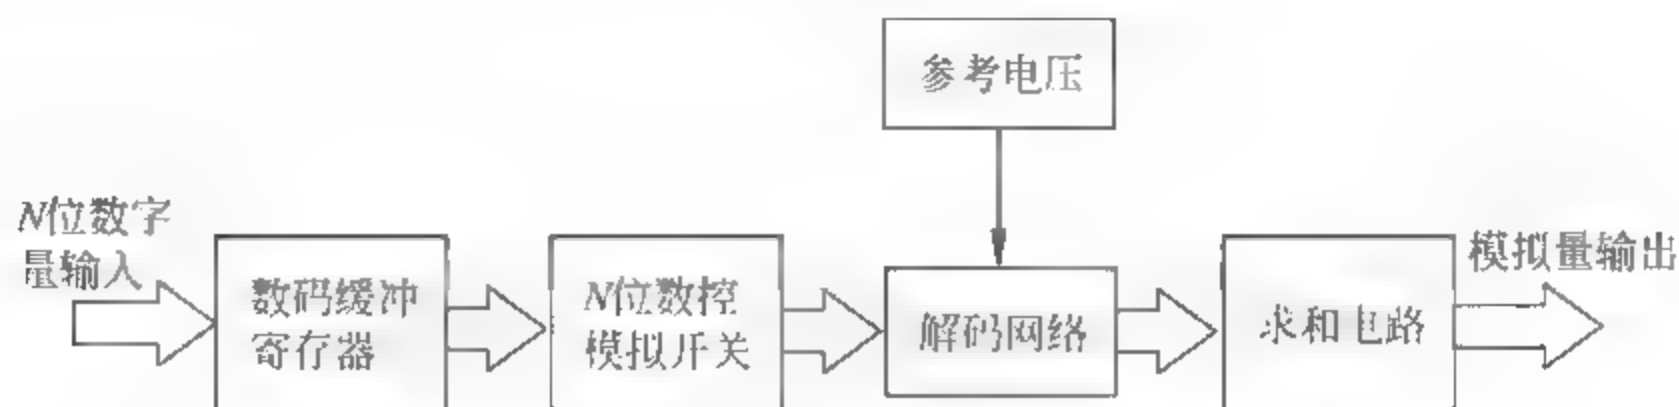 参考电压
N位数字
量输入
数码缓冲
寄存器
N位数控
模拟开关
解码网络
求和电路
模拟量输出